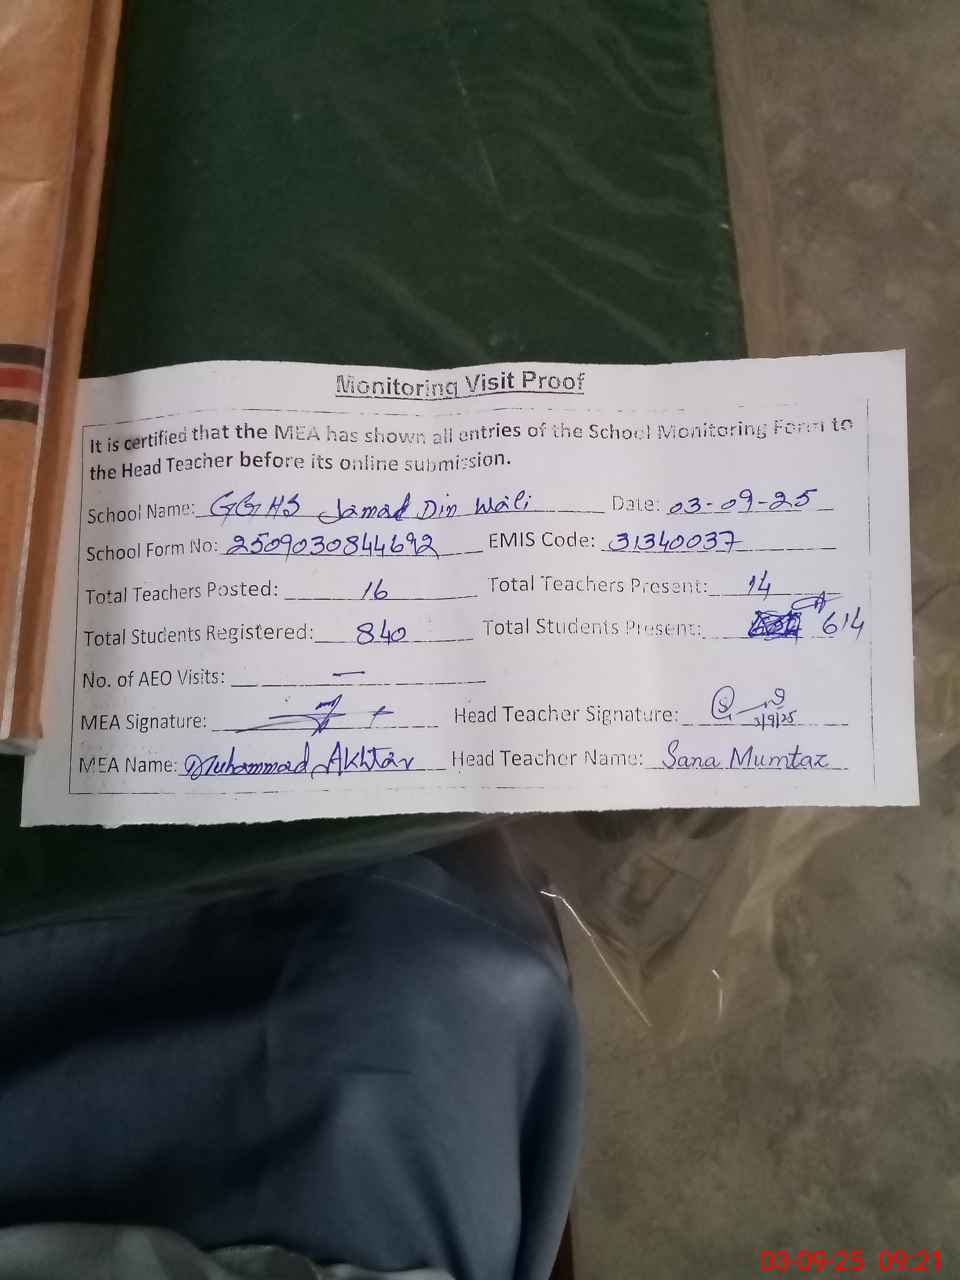 Monitoring Visit Proof
It is certified that the MEA has shown all entries of the School Monitoring Form to
the Head Teacher before its online submission.
School Name: GGHS Jamal Din Wali Date: 03-09-25
School Form No: 2509030844692 EMIS Code: 31340037
Total Teachers Posted: 16 Total Teachers Present: 14
Total Students Registered: 840 Total Students Present: 614
No. of AEO Visits: —
MEA Signature: Head Teacher Signature: 3/9/25
MEA Name: Muhammad Akhtar Head Teacher Name: Sana Mumtaz
03-09-25 09:21